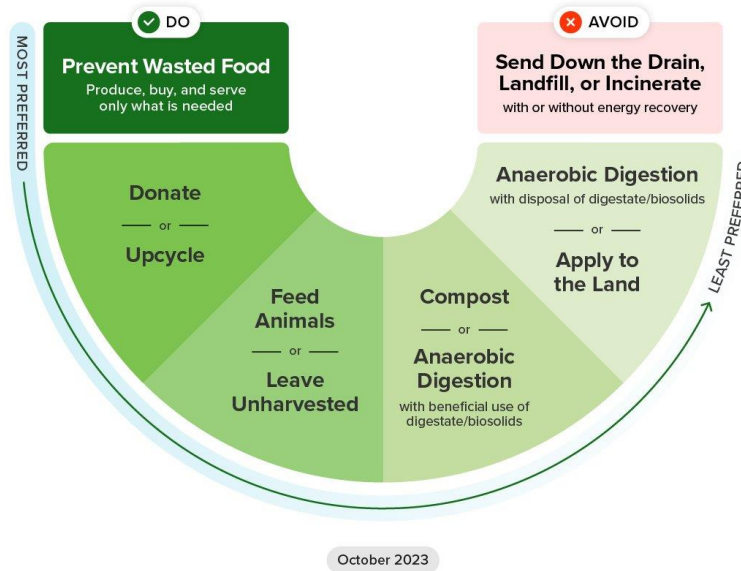 DO
MOST PREFERRED
Prevent Wasted Food
Produce, buy, and serve
only what is needed
Donate
or
Upcycle
Feed
Animals
or
Leave
Unharvested
Compost
or
Anaerobic
Digestion
with beneficial use of
digestate/biosolids
Anaerobic Digestion
with disposal of digestate/biosolids
or
Apply to
the Land
LEAST PREFERRED
AVOID
Send Down the Drain,
Landfill, or Incinerate
with or without energy recovery
October 2023